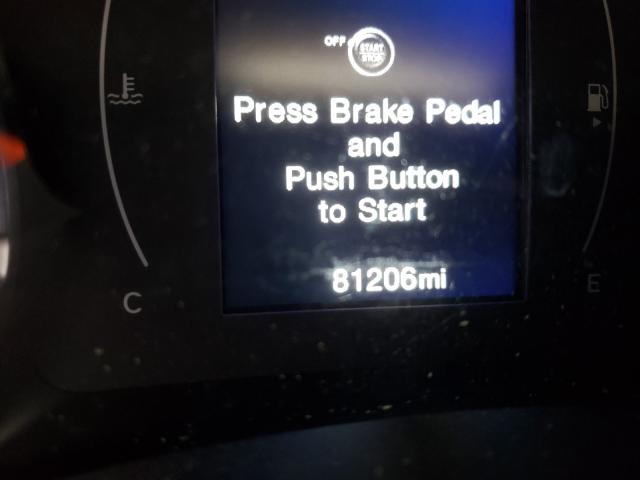 OFF
START
STOP
Press Brake Pedal
and
Push Button
to Start
81206mi
C
E